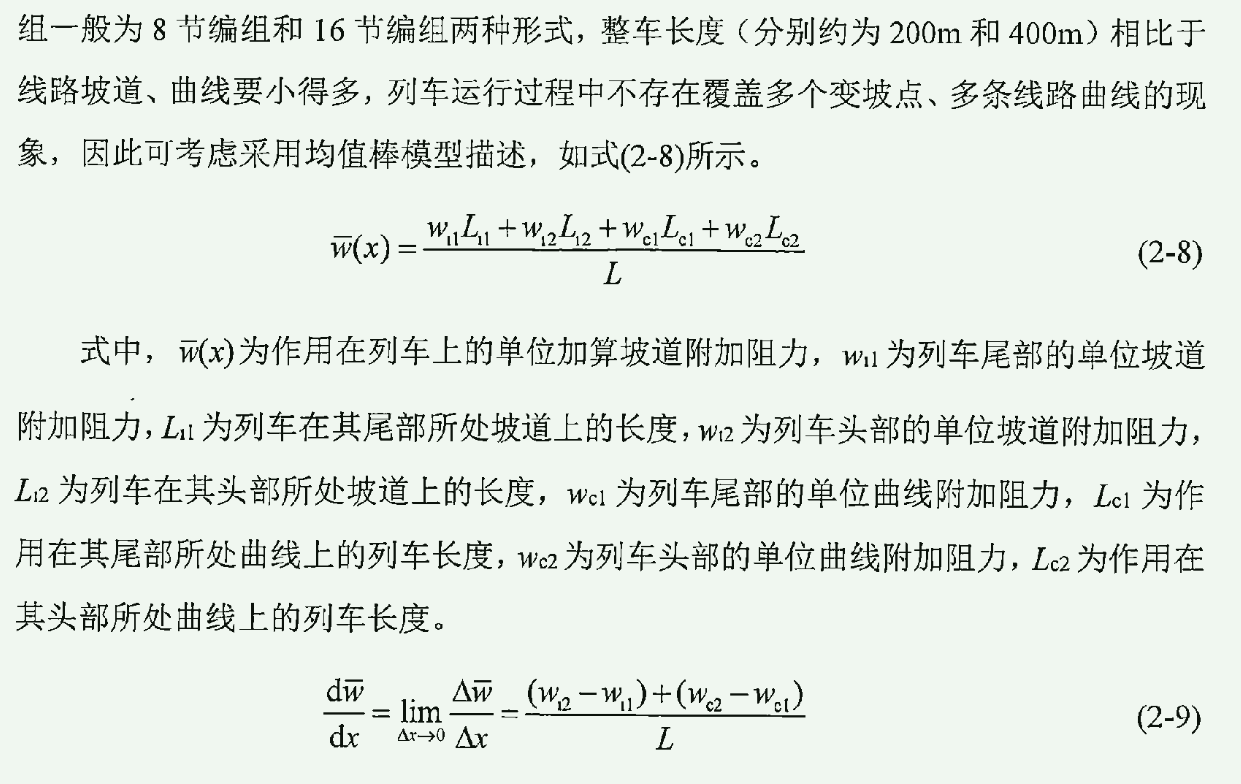 组一般为 8 节编组和 16 节编组两种形式，整车长度（分别约为 200m 和 400m）相比于
线路坡道、曲线要小得多，列车运行过程中不存在覆盖多个变坡点、多条线路曲线的现
象，因此可考虑采用均值棒模型描述，如式(2-8)所示。
$\overline{w}(x)=\frac{w_{i1}L_{i1}+w_{i2}L_{i2}+w_{c1}L_{c1}+w_{c2}L_{c2}}{L}$ (2-8)
式中，$\overline{w}(x)$为作用在列车上的单位加算坡道附加阻力，$w_{i1}$ 为列车尾部的单位坡道
附加阻力，$L_{i1}$ 为列车在其尾部所处坡道上的长度，$w_{i2}$ 为列车头部的单位坡道附加阻力，
$L_{i2}$ 为列车在其头部所处坡道上的长度，$w_{c1}$ 为列车尾部的单位曲线附加阻力，$L_{c1}$ 为作
用在其尾部所处曲线上的列车长度，$w_{c2}$ 为列车头部的单位曲线附加阻力，$L_{c2}$ 为作用在
其头部所处曲线上的列车长度。
$\frac{\mathrm{d}\overline{w}}{\mathrm{d}x}=\lim_{\Delta x\to 0}\frac{\Delta\overline{w}}{\Delta x}=\frac{(w_{i2}-w_{i1})+(w_{c2}-w_{c1})}{L}$ (2-9)